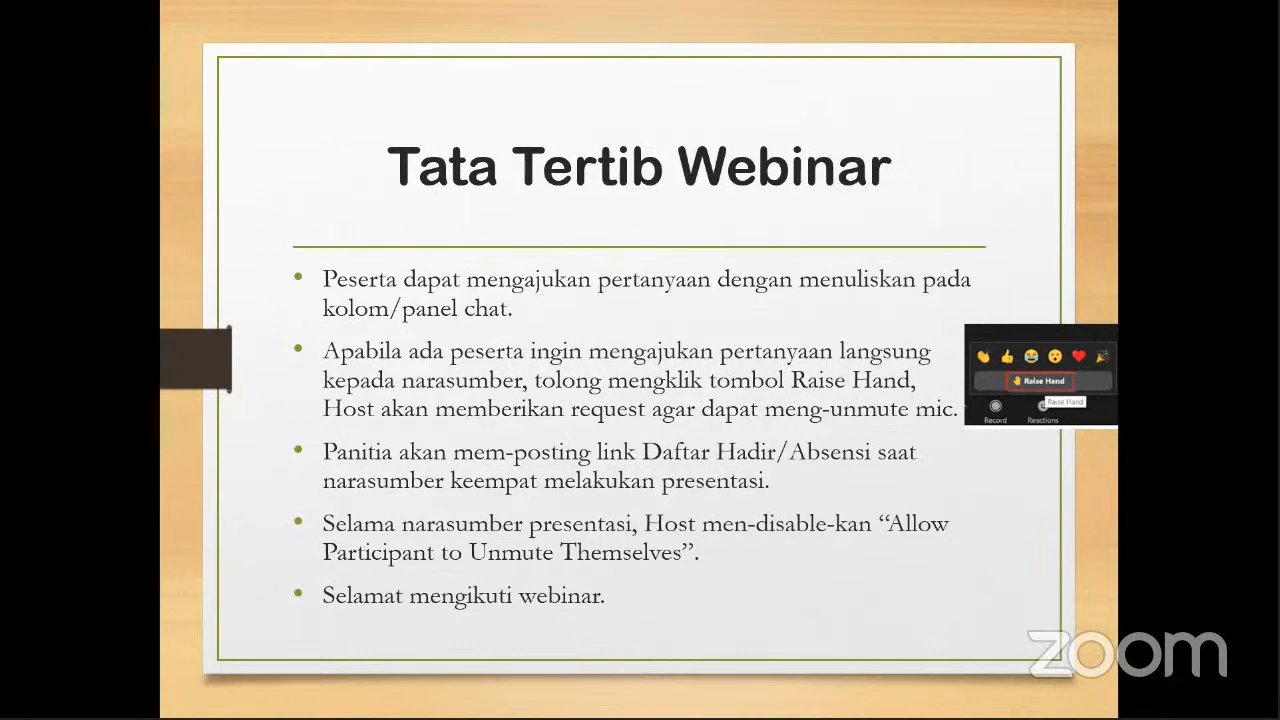 Tata Tertib Webinar
• Peserta dapat mengajukan pertanyaan dengan menuliskan pada
kolom/panel chat.
• Apabila ada peserta ingin mengajukan pertanyaan langsung
kepada narasumber, tolong mengklik tombol Raise Hand,
Host akan memberikan request agar dapat meng-unmute mic.
Raise Hand
Raise Hand
Record Reactions
• Panitia akan mem-posting link Daftar Hadir/Absensi saat
narasumber keempat melakukan presentasi.
• Selama narasumber presentasi, Host men-disable-kan “Allow
Participant to Unmute Themselves”.
• Selamat mengikuti webinar.
zoom